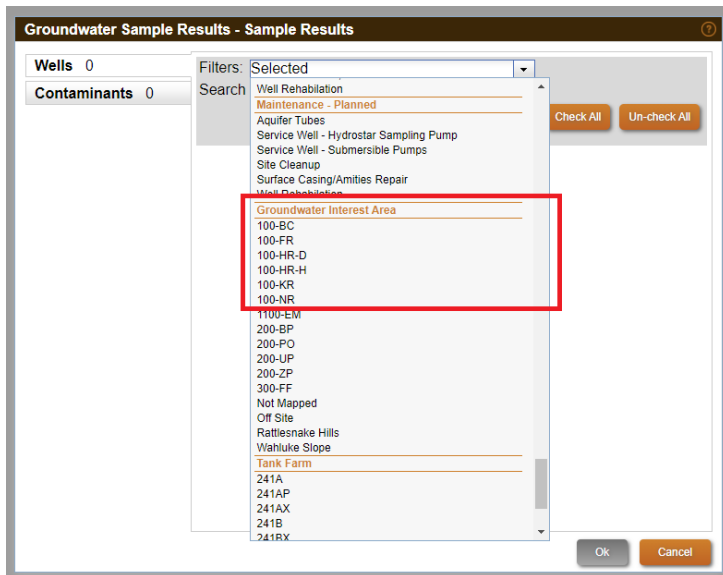 Groundwater Sample Results - Sample Results
?
Wells 0
Contaminants 0
Filters: Selected
Search
Well Rehabilation
Maintenance - Planned
Aquifer Tubes
Service Well - Hydrostar Sampling Pump
Service Well - Submersible Pumps
Site Cleanup
Surface Casing/Amities Repair
Well Rehabilation
Groundwater Interest Area
100-BC
100-FR
100-HR-D
100-HR-H
100-KR
100-NR
1100-EM
200-BP
200-PO
200-UP
200-ZP
300-FF
Not Mapped
Off Site
Rattlesnake Hills
Wahluke Slope
Tank Farm
241A
241AP
241AX
241B
241BX
Check All
Un-check All
Ok
Cancel